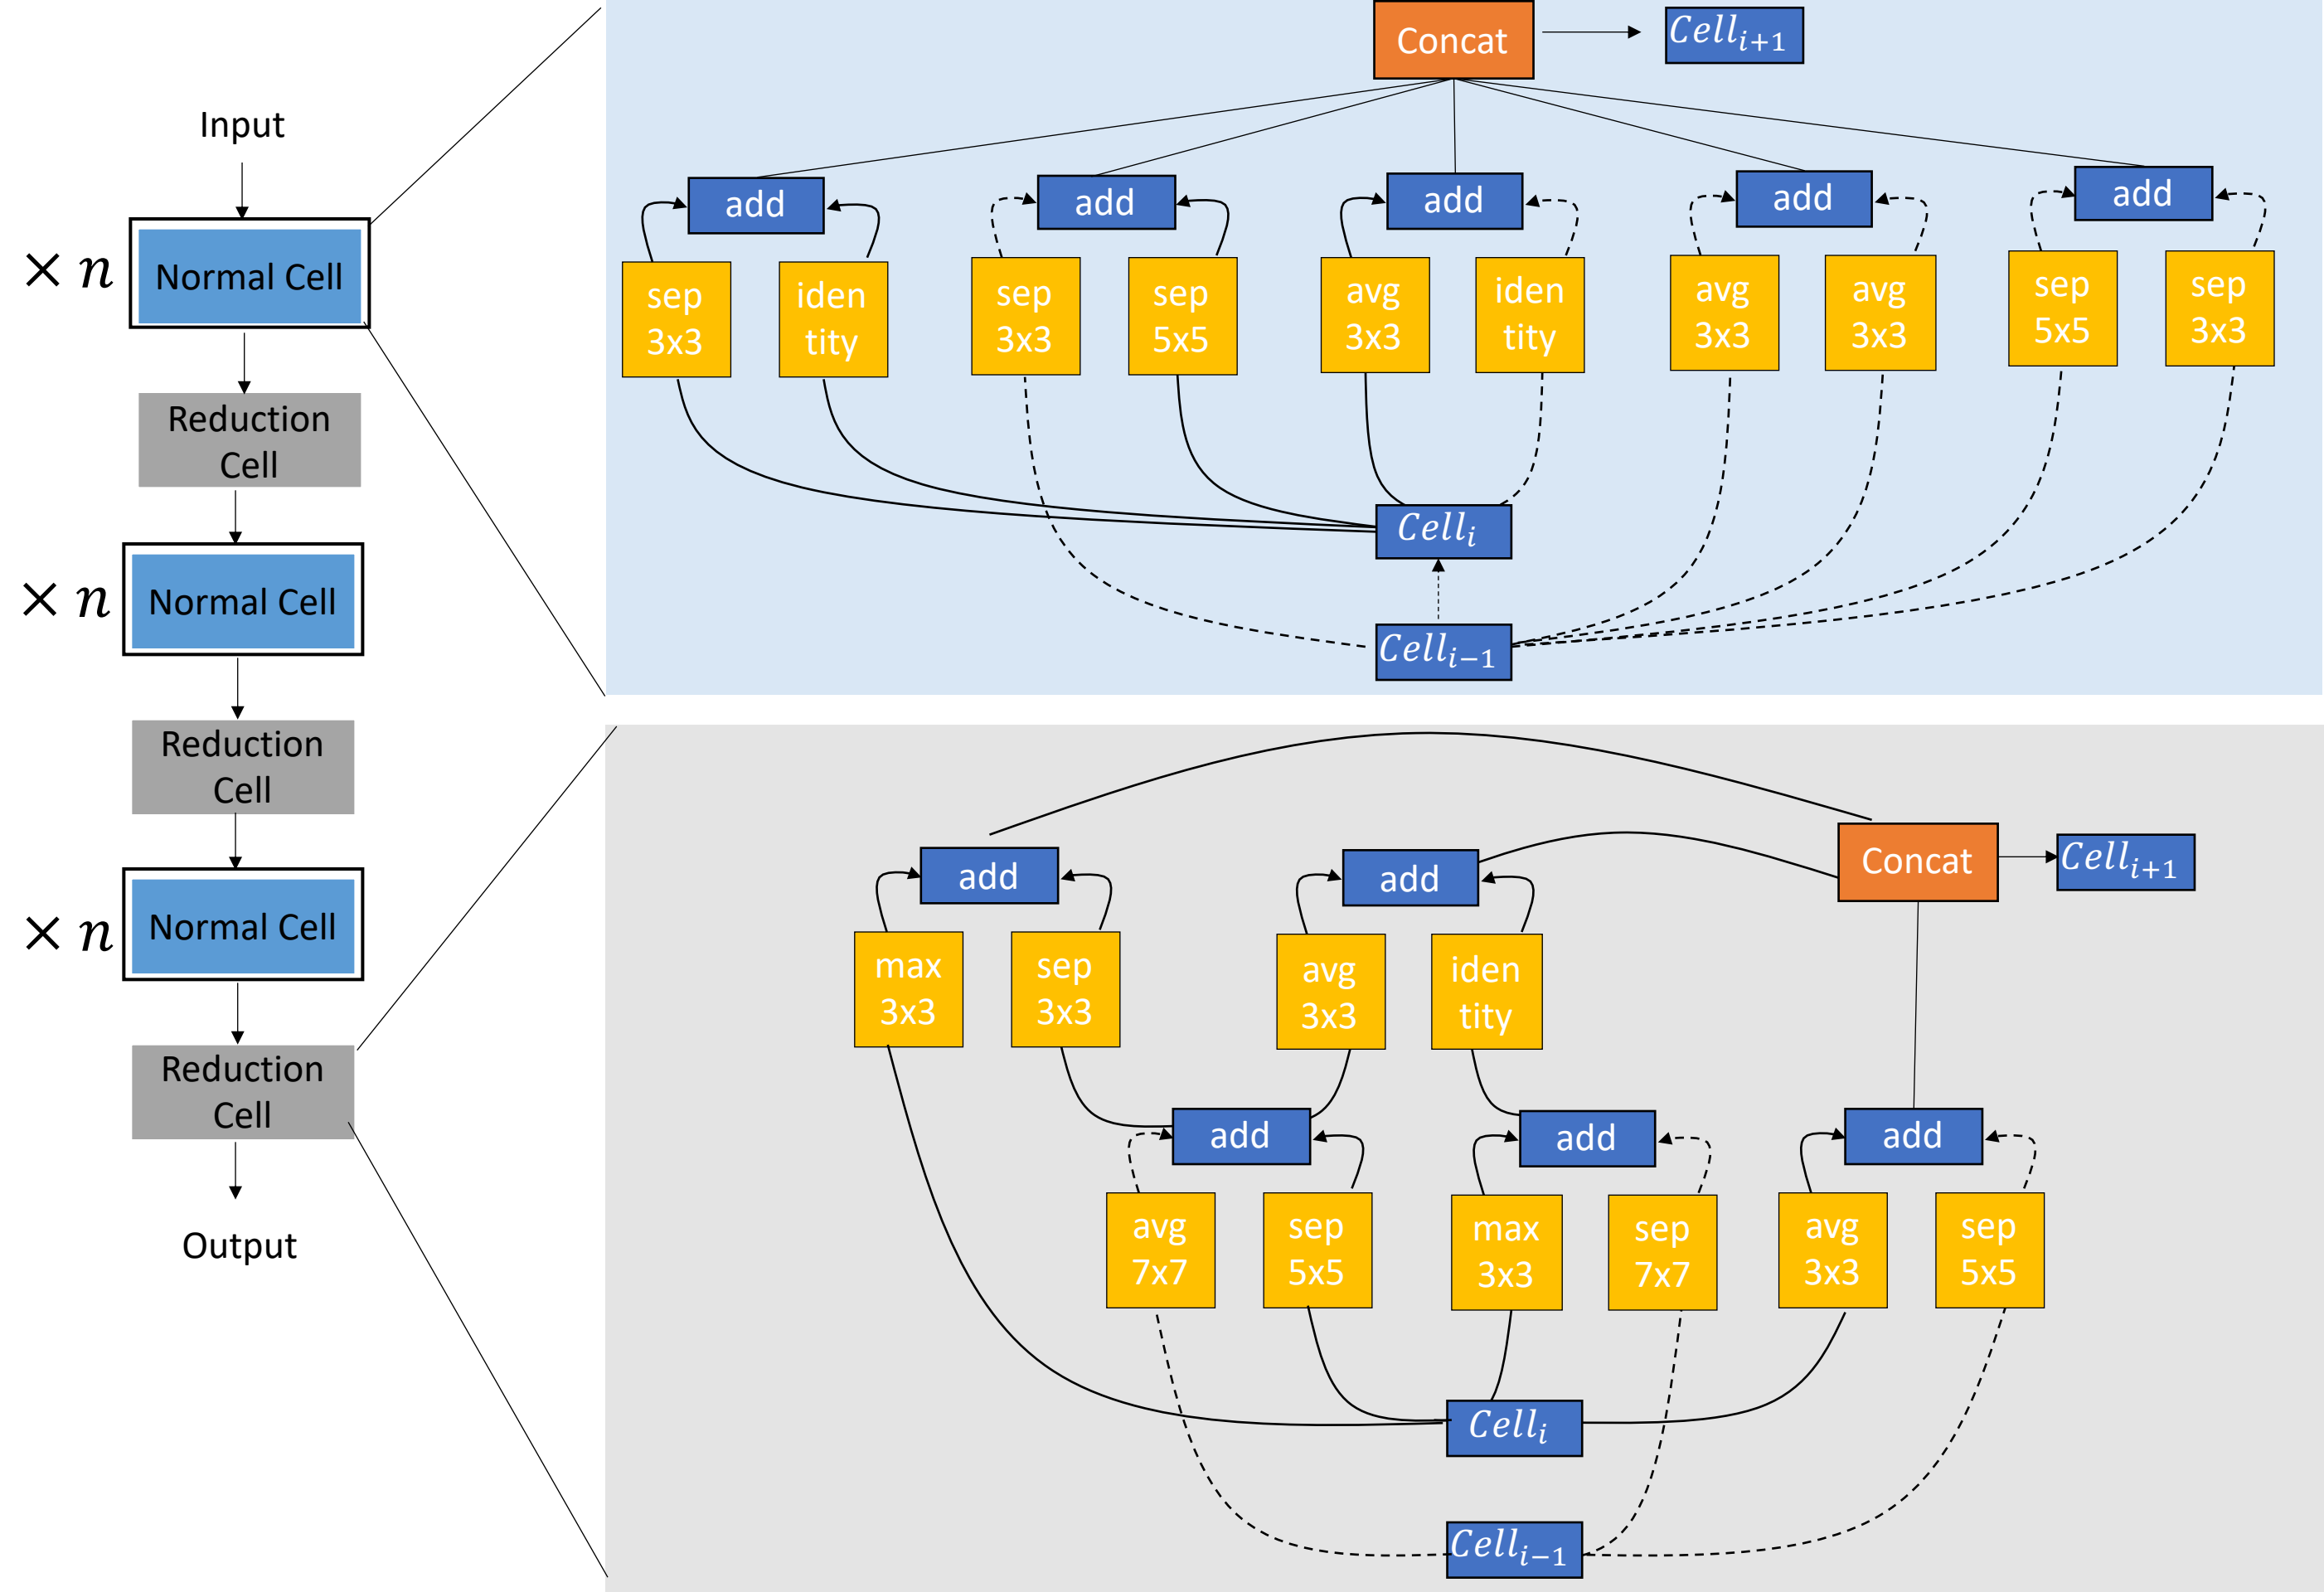 Input
× n
Normal Cell
Reduction
Cell
× n
Normal Cell
Reduction
Cell
× n
Normal Cell
Reduction
Cell
Output
Concat
Cell_{i+1}
add
add
add
add
add
sep
3x3
iden
tity
sep
3x3
sep
5x5
avg
3x3
iden
tity
avg
3x3
avg
3x3
sep
5x5
sep
3x3
Cell_i
Cell_{i−1}
Concat
Cell_{i+1}
add
add
max
3x3
sep
3x3
avg
3x3
iden
tity
add
add
add
avg
7x7
sep
5x5
max
3x3
sep
7x7
avg
3x3
sep
5x5
Cell_i
Cell_{i−1}